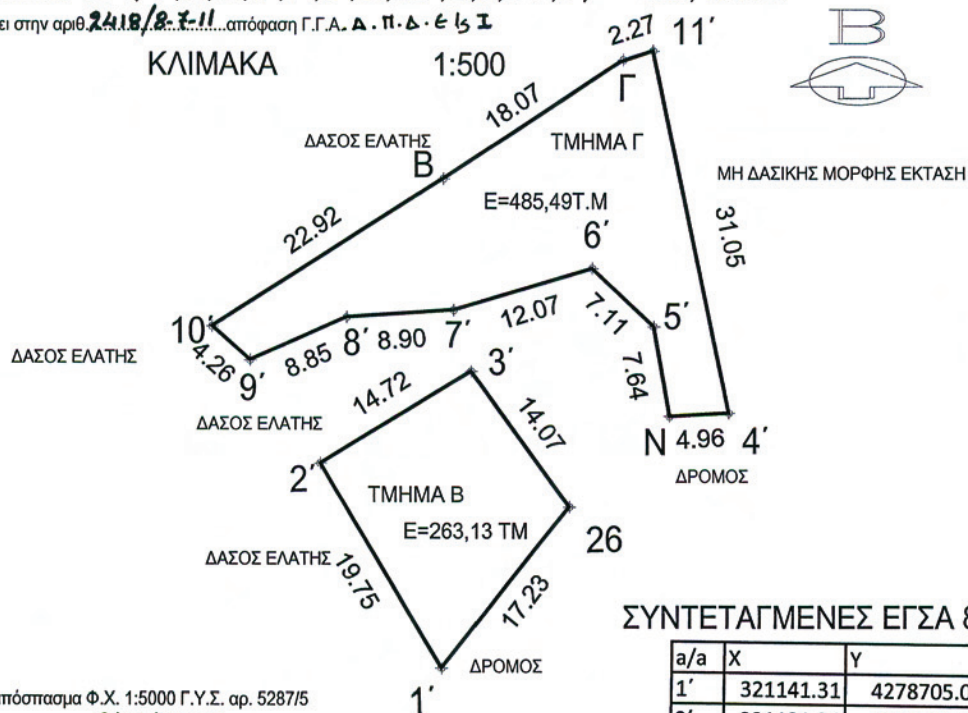 ει στην αριθ. 2418/8-7-11 απόφαση Γ.Γ.Α. Δ.Π.Δ.
ΚΛΙΜΑΚΑ 1:500
Β
2.27
11΄
Γ
18.07
ΔΑΣΟΣ ΕΛΑΤΗΣ
Β
ΤΜΗΜΑ Γ
ΜΗ ΔΑΣΙΚΗΣ ΜΟΡΦΗΣ ΕΚΤΑΣΗ
Ε=485,49Τ.Μ
22.92
31.05
6΄
10΄
12.07
7.11
5΄
ΔΑΣΟΣ ΕΛΑΤΗΣ
4.26
9΄
8.85
8΄
8.90
7΄
3΄
7.64
14.72
14.07
ΔΑΣΟΣ ΕΛΑΤΗΣ
Ν
4.96
4΄
2΄
ΔΡΟΜΟΣ
ΤΜΗΜΑ Β
Ε=263,13 ΤΜ
26
ΔΑΣΟΣ ΕΛΑΤΗΣ
19.75
17.23
ΣΥΝΤΕΤΑΓΜΕΝΕΣ ΕΓΣΑ
ΔΡΟΜΟΣ
1΄
α/α Χ Υ
1΄ 321141.31 4278705.0
πόσπασμα Φ.Χ. 1:5000 Γ.Υ.Σ. αρ. 5287/5